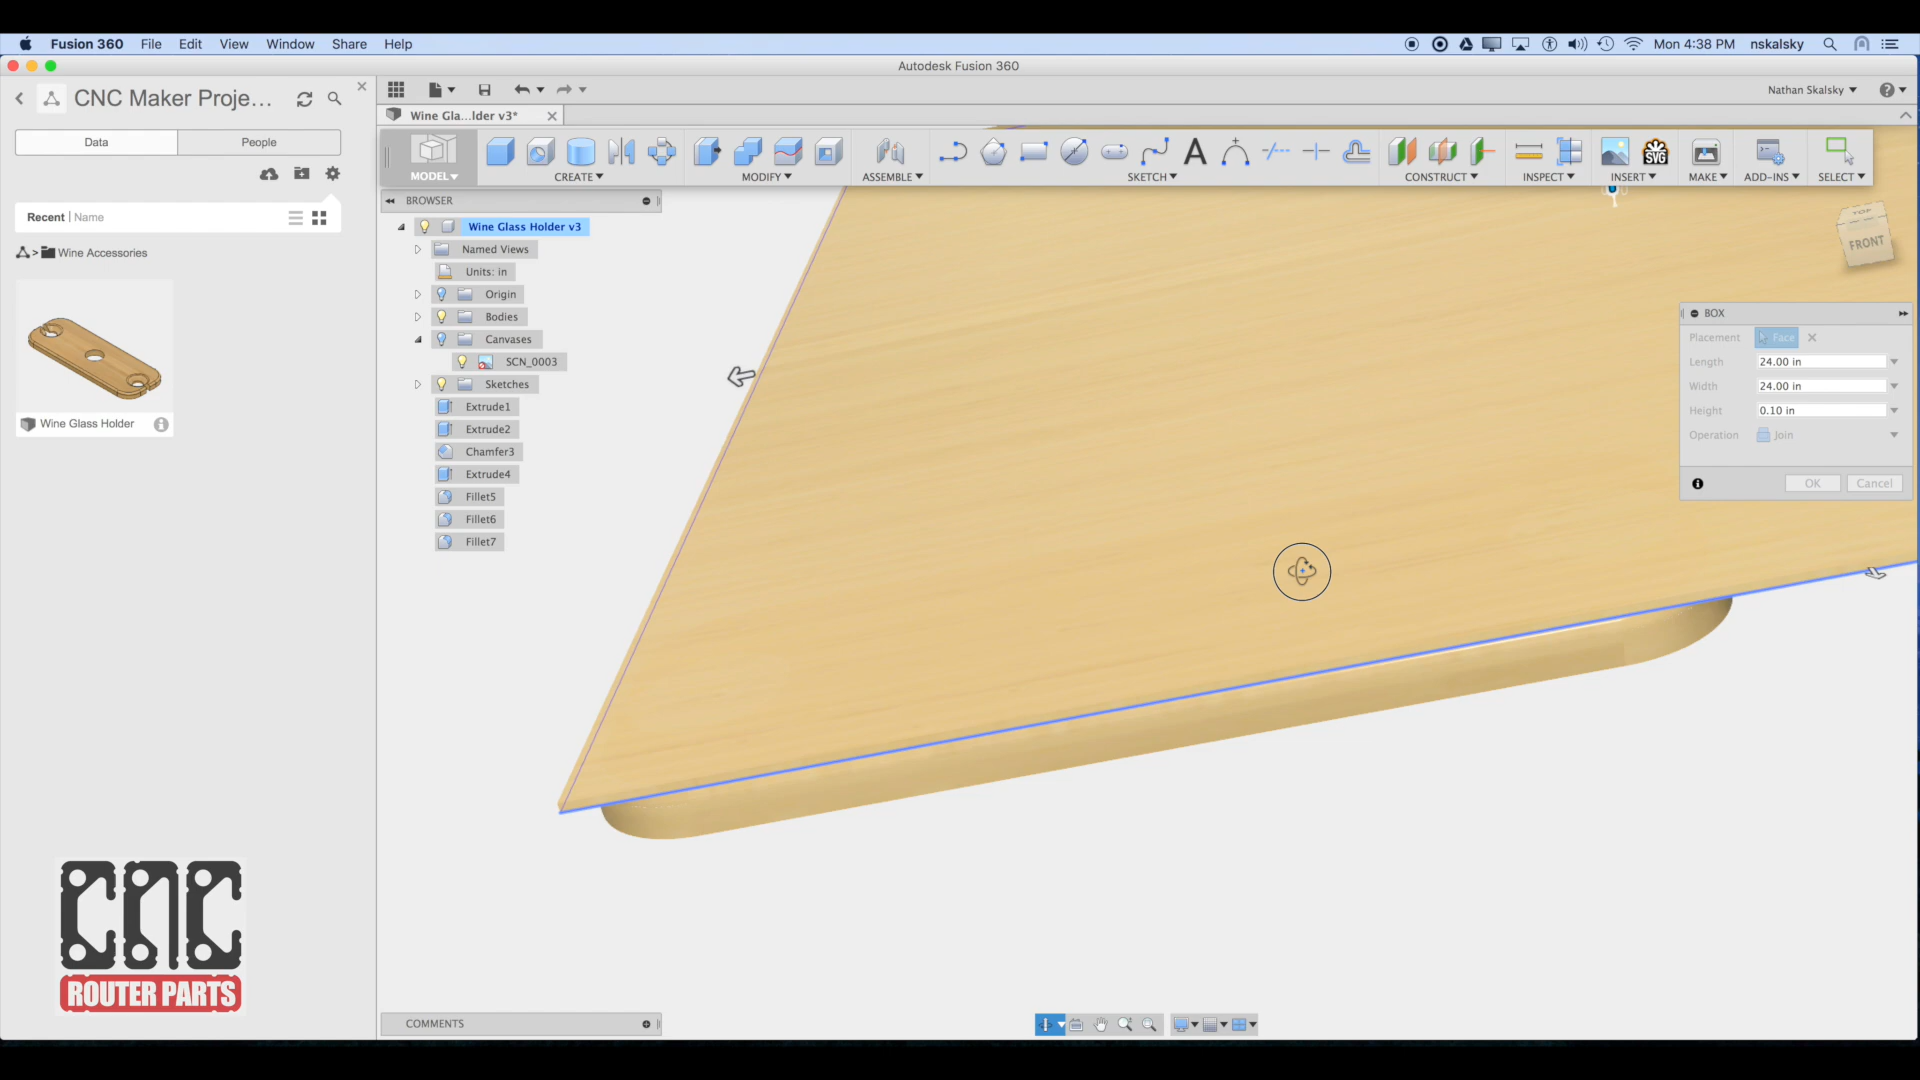 Fusion 360 File Edit View Window Share Help
Mon 4:38 PM nskalsky
Autodesk Fusion 360
CNC Maker Proje...
Nathan Skalsky
Wine Gla...lder v3*
Data People
MODEL
CREATE
MODIFY
ASSEMBLE
SKETCH
CONSTRUCT
INSPECT
INSERT
MAKE
ADD-INS
SELECT
SVG
A
Recent | Name
> Wine Accessories
Wine Glass Holder
BROWSER
Wine Glass Holder v3
Named Views
Units: in
Origin
Bodies
Canvases
SCN_0003
Sketches
Extrude1
Extrude2
Chamfer3
Extrude4
Fillet5
Fillet6
Fillet7
TOP
FRONT
BOX
Placement Face
Length 24.00 in
Width 24.00 in
Height 0.10 in
Operation Join
OK Cancel
CNC
ROUTER PARTS
COMMENTS